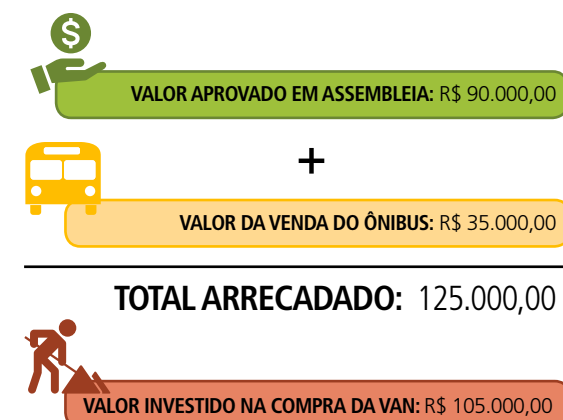 $
VALOR APROVADO EM ASSEMBLEIA: R$ 90.000,00
+
VALOR DA VENDA DO ÔNIBUS: R$ 35.000,00
TOTAL ARRECADADO: 125.000,00
VALOR INVESTIDO NA COMPRA DA VAN: R$ 105.000,00